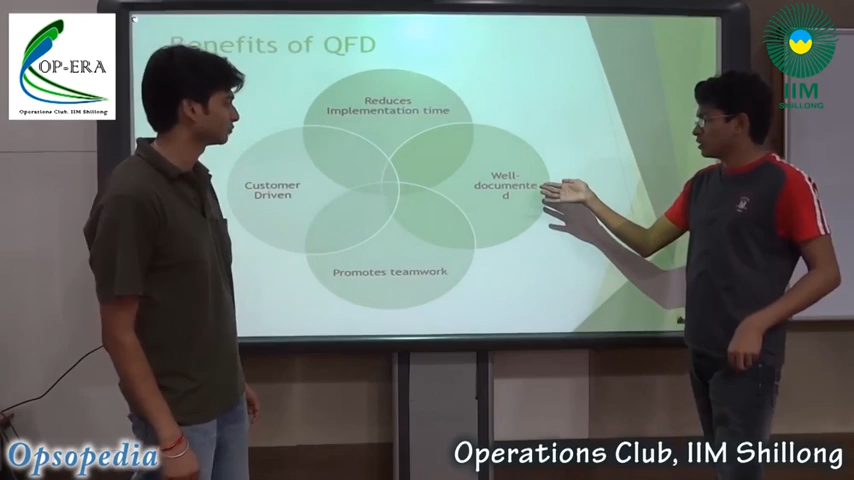 OP-ERA
Operations Club, IIM Shillong
IIM
SHILLONG
Benefits of QFD
Reduces
Implementation time
Customer
Driven
Well-
documente
d
Promotes teamwork
Opsopedia
Operations Club, IIM Shillong